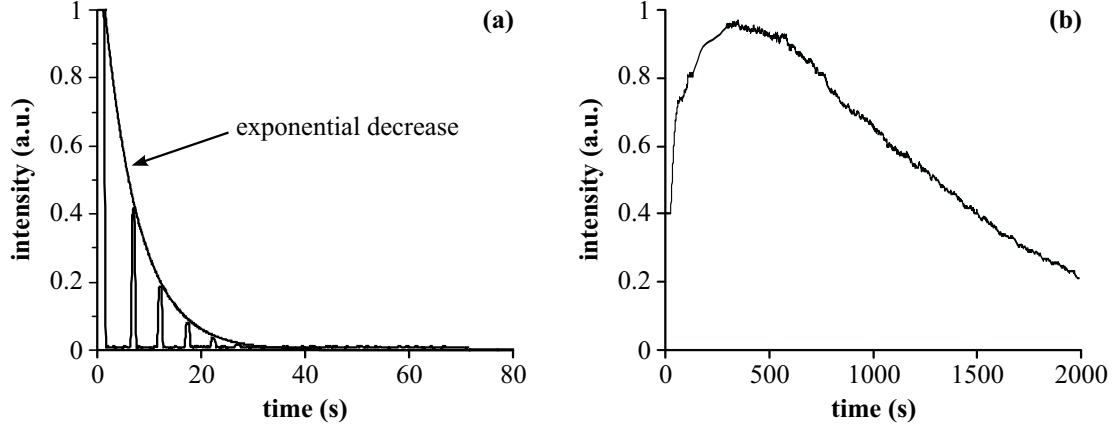 (a)
intensity (a.u.)
1
0.8
0.6
0.4
0.2
0
exponential decrease
0 20 40 60 80
time (s)
(b)
intensity (a.u.)
1
0.8
0.6
0.4
0.2
0
0 500 1000 1500 2000
time (s)